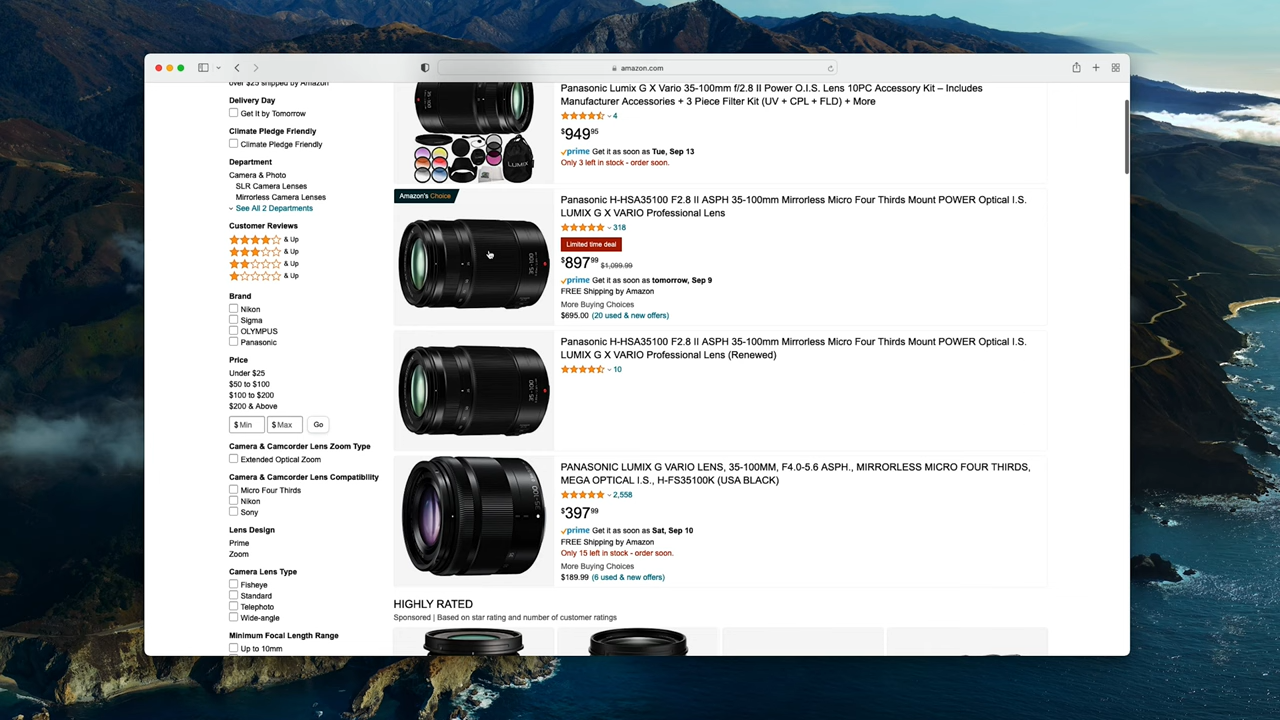 amazon.com
over $25 shipped by Amazon
Delivery Day
Get It by Tomorrow
Climate Pledge Friendly
Climate Pledge Friendly
Department
Camera & Photo
SLR Camera Lenses
Mirrorless Camera Lenses
See All 2 Departments
Customer Reviews
& Up
& Up
& Up
& Up
Brand
Nikon
Sigma
OLYMPUS
Panasonic
Price
Under $25
$50 to $100
$100 to $200
$200 & Above
$ Min $ Max Go
Camera & Camcorder Lens Zoom Type
Extended Optical Zoom
Camera & Camcorder Lens Compatibility
Micro Four Thirds
Nikon
Sony
Lens Design
Prime
Zoom
Camera Lens Type
Fisheye
Standard
Telephoto
Wide-angle
Minimum Focal Length Range
Up to 10mm
35-100
LUMIX
Panasonic Lumix G X Vario 35-100mm f/2.8 II Power O.I.S. Lens 10PC Accessory Kit – Includes
Manufacturer Accessories + 3 Piece Filter Kit (UV + CPL + FLD) + More
4
$949 95
prime Get it as soon as Tue, Sep 13
Only 3 left in stock - order soon.
Amazon's Choice
35-100
Panasonic H-HSA35100 F2.8 II ASPH 35-100mm Mirrorless Micro Four Thirds Mount POWER Optical I.S.
LUMIX G X VARIO Professional Lens
318
Limited time deal
$897 99 $1,099.99
prime Get it as soon as tomorrow, Sep 9
FREE Shipping by Amazon
More Buying Choices
$695.00 (20 used & new offers)
35-100
Panasonic H-HSA35100 F2.8 II ASPH 35-100mm Mirrorless Micro Four Thirds Mount POWER Optical I.S.
LUMIX G X VARIO Professional Lens (Renewed)
10
35-100
PANASONIC LUMIX G VARIO LENS, 35-100MM, F4.0-5.6 ASPH., MIRRORLESS MICRO FOUR THIRDS,
MEGA OPTICAL I.S., H-FS35100K (USA BLACK)
2,558
$397 99
prime Get it as soon as Sat, Sep 10
FREE Shipping by Amazon
Only 15 left in stock - order soon.
More Buying Choices
$189.99 (6 used & new offers)
HIGHLY RATED
Sponsored | Based on star rating and number of customer ratings